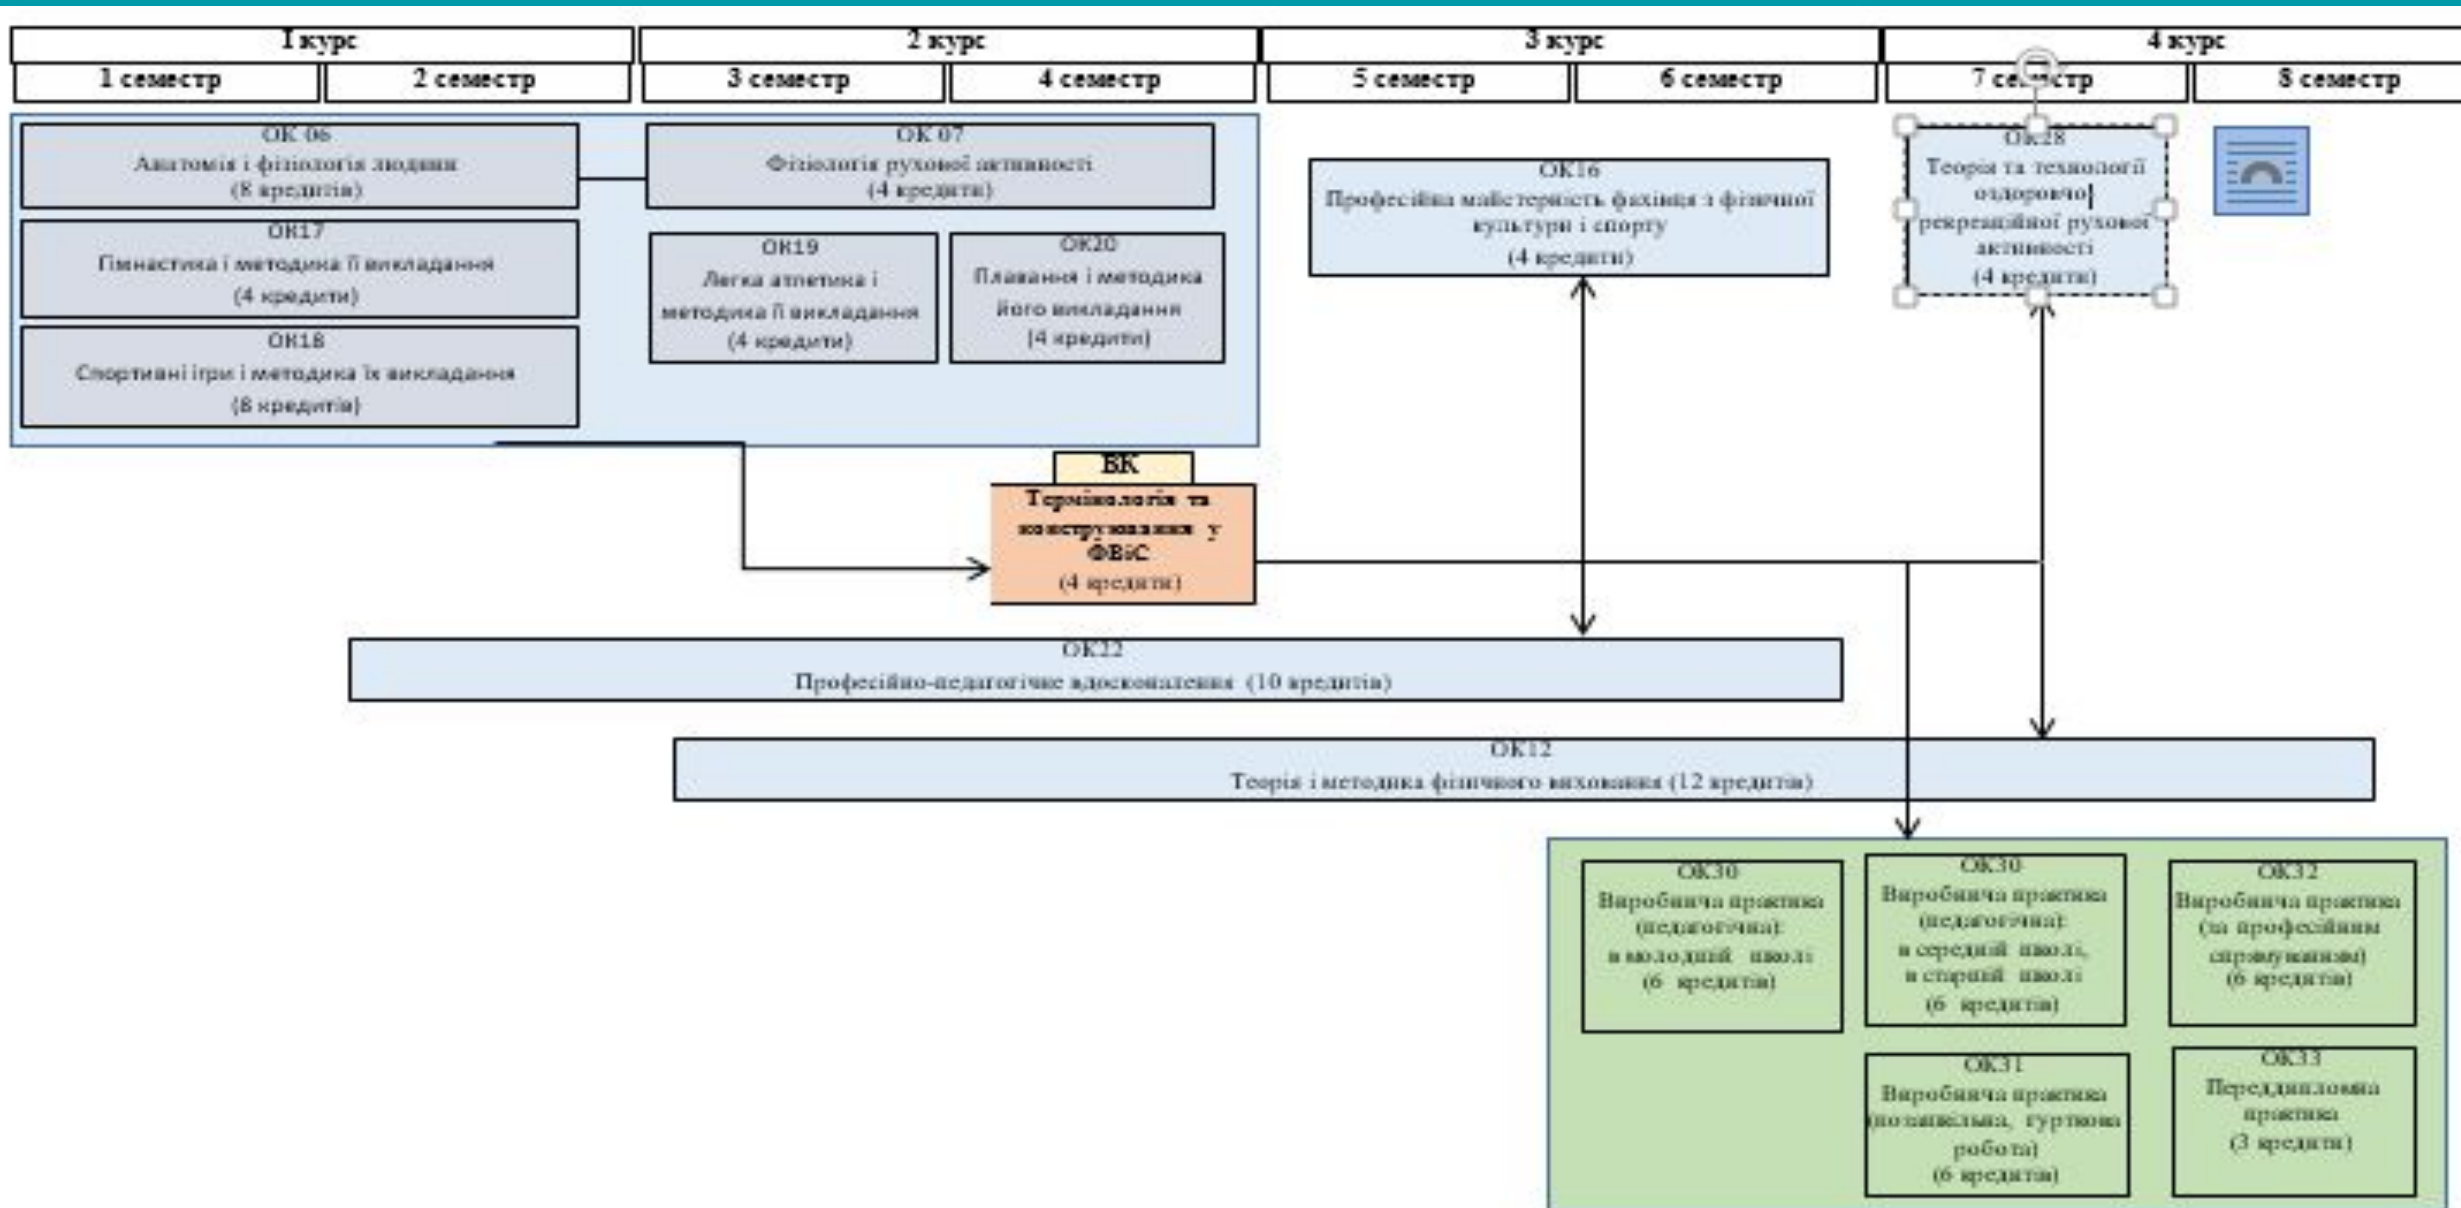 І курс
2 курс
3 курс
4 курс
1 семестр
2 семестр
3 семестр
4 семестр
5 семестр
6 семестр
7 семестр
8 семестр
ОК 06
Анатомія і фізіологія людини
(8 кредитів)
ОК 07
Фізіологія рухової активності
(4 кредити)
ОК17
Гімнастика і методика її викладання
(4 кредити)
ОК18
Спортивні ігри і методика їх викладання
(8 кредитів)
ОК19
Легка атлетика і
методика її викладання
(4 кредити)
ОК20
Плавання і методика
його викладання
(4 кредити)
ОК16
Професійна майстерність фахівця з фізичної
культури і спорту
(4 кредити)
ОК28
Теорія та технології
оздоровчо
рекреаційної рухової
активності
(4 кредити)
ВК
Термінологія та
конструювання у
ФВіС
(4 кредити)
ОК22
Професійно-педагогічне вдосконалення (10 кредитів)
ОК12
Теорія і методика фізичного виховання (12 кредитів)
ОК30
Виробнича практика
(педагогічна):
в молодшій школі
(6 кредитів)
ОК30
Виробнича практика
(педагогічна):
в середній школі,
в старшій школі
(6 кредитів)
ОК32
Виробнича практика
(за професійним
спрямуванням)
(6 кредитів)
ОК31
Виробнича практика
(позашкільна, гурткова
робота)
(6 кредитів)
ОК33
Переддипломна
практика
(3 кредити)